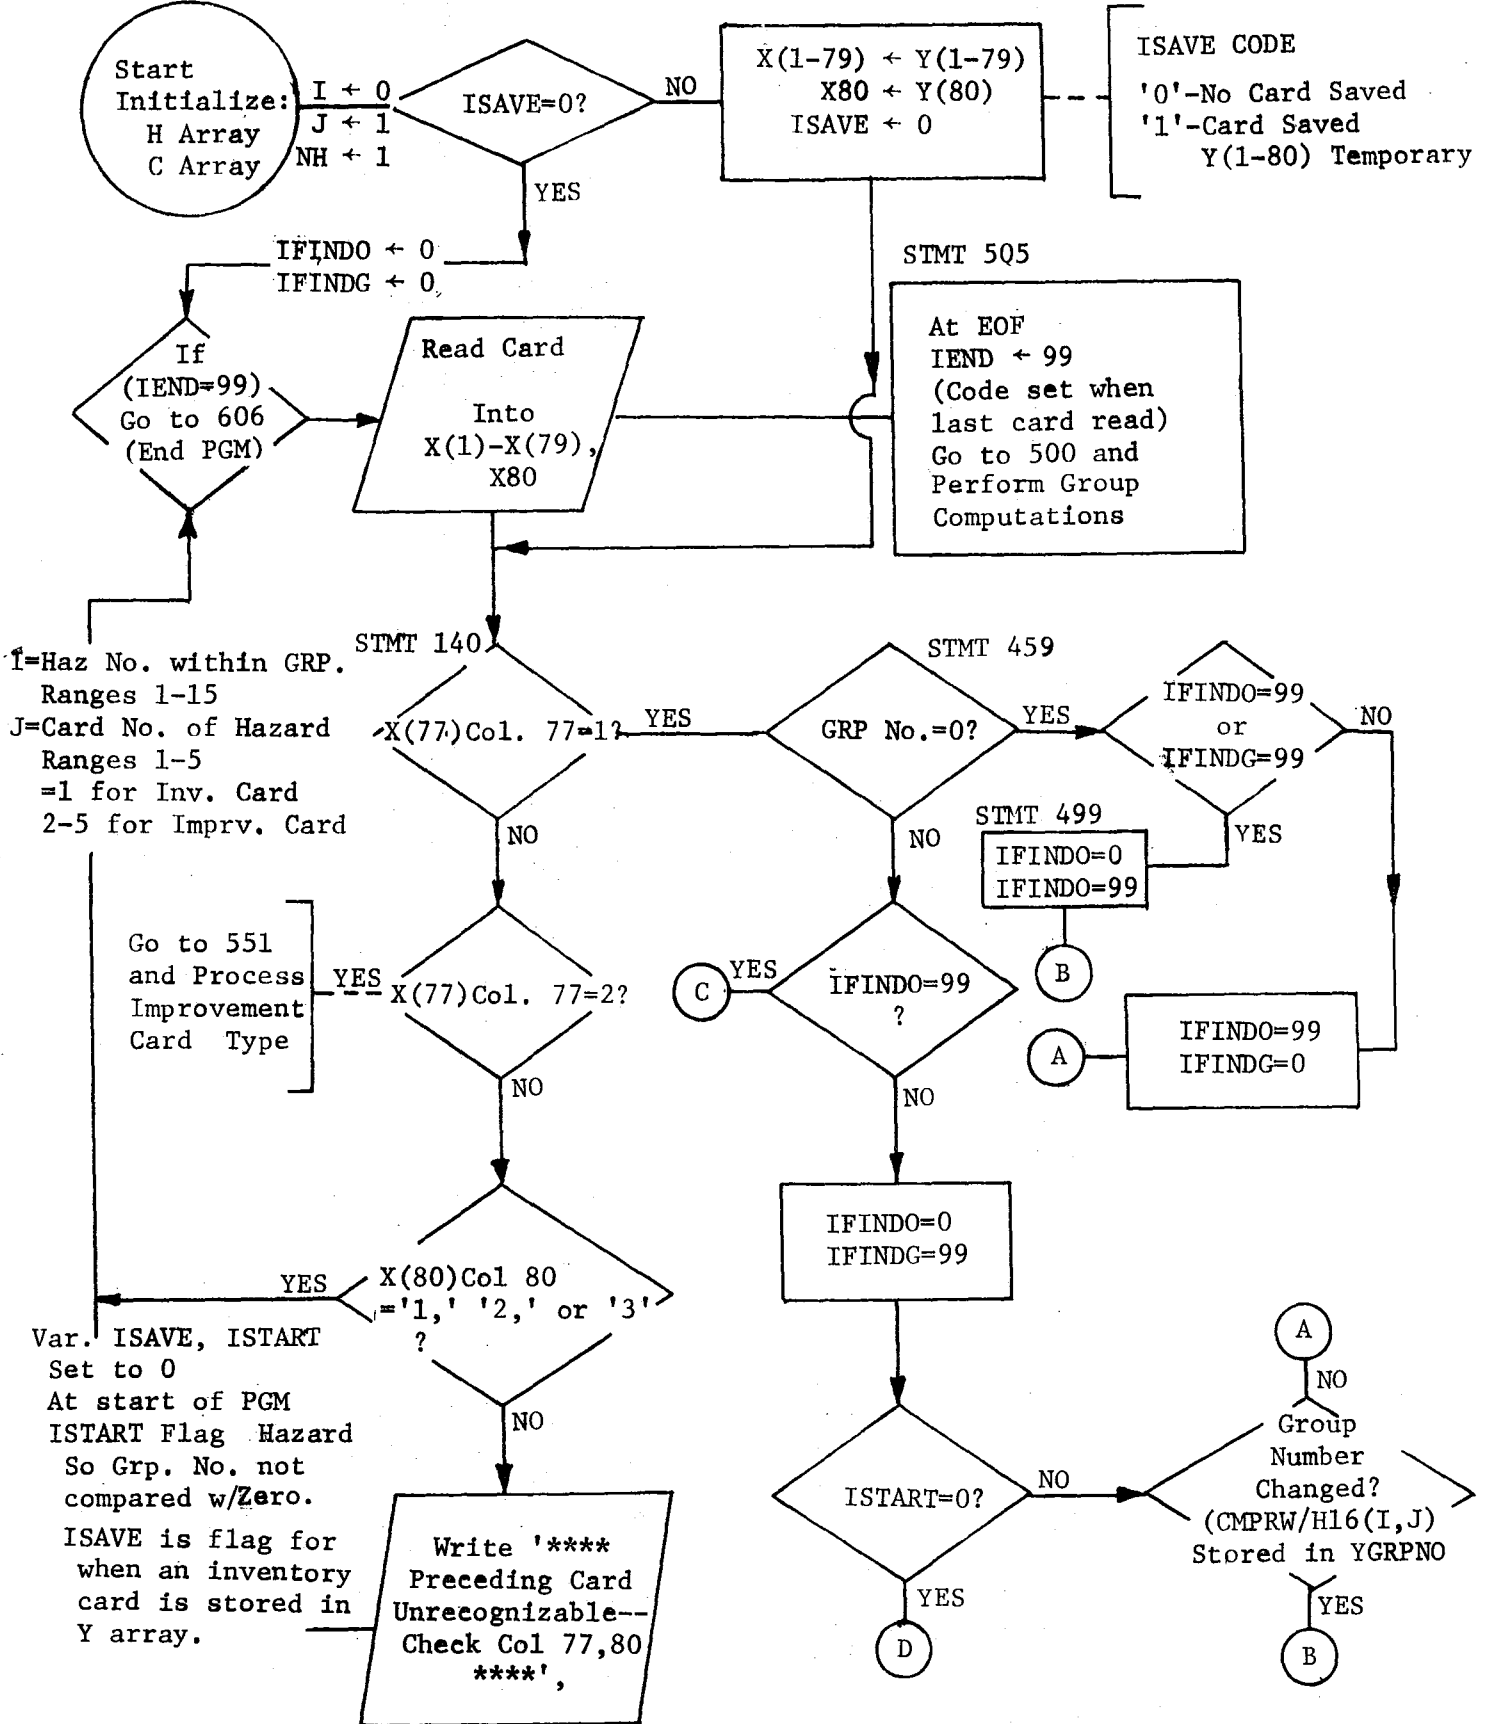 Start
Initialize:
H Array
C Array
I ← 0
J ← 1
NH ← 1
ISAVE=0?
NO
YES
X(1-79) ← Y(1-79)
X80 ← Y(80)
ISAVE ← 0
ISAVE CODE
'0'-No Card Saved
'1'-Card Saved
Y(1-80) Temporary
IFINDO ← 0
IFINDG ← 0
STMT 505
If
(IEND=99)
Go to 606
(End PGM)
Read Card
Into
X(1)-X(79),
X80
At EOF
IEND ← 99
(Code set when
last card read)
Go to 500 and
Perform Group
Computations
I=Haz No. within GRP.
Ranges 1-15
J=Card No. of Hazard
Ranges 1-5
=1 for Inv. Card
2-5 for Imprv. Card
STMT 140
X(77)Col. 77=1?
YES
NO
STMT 459
GRP No.=0?
YES
NO
IFINDO=99
or
IFINDG=99
NO
YES
STMT 499
IFINDO=0
IFINDO=99
B
Go to 551
and Process
Improvement
Card Type
YES
X(77)Col. 77=2?
NO
C
YES
IFINDO=99
?
NO
A
IFINDO=99
IFINDG=0
IFINDO=0
IFINDG=99
YES
X(80)Col 80
='1,' '2,' or '3'
?
NO
Var. ISAVE, ISTART
Set to 0
At start of PGM
ISTART Flag Hazard
So Grp. No. not
compared w/Zero.
ISAVE is flag for
when an inventory
card is stored in
Y array.
Write '****
Preceding Card
Unrecognizable--
Check Col 77,80
****',
ISTART=0?
NO
YES
D
A
NO
Group
Number
Changed?
(CMPRW/H16(I,J)
Stored in YGRPNO
YES
B